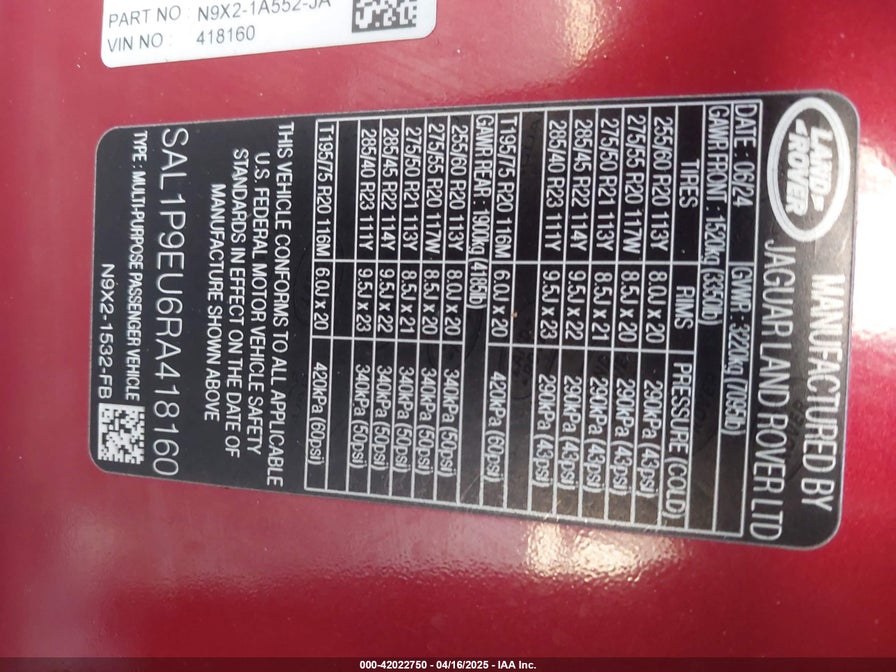 PART NO : N9X2-1A552-JA
VIN NO : 418160
LAND
ROVER
MANUFACTURED BY
JAGUAR LAND ROVER LTD
DATE : 06/24 GWVR : 3220kg (7095lb)
GAWR FRONT : 1520kg (3350lb)
TIRES RIMS PRESSURE (COLD)
255/60 R20 113Y 8.0J x 20 290kPa (43psi)
275/55 R20 117W 8.5J x 20 290kPa (43psi)
275/50 R21 113Y 8.5J x 21 290kPa (43psi)
285/45 R22 114Y 9.5J x 22 290kPa (43psi)
285/40 R23 111Y 9.5J x 23 290kPa (43psi)
T195/75 R20 116M 6.0J x 20 420kPa (60psi)
GAWR REAR : 1900kg (4185lb)
255/60 R20 113Y 8.0J x 20 340kPa (50psi)
275/55 R20 117W 8.5J x 20 340kPa (50psi)
275/50 R21 113Y 8.5J x 21 340kPa (50psi)
285/45 R22 114Y 9.5J x 22 340kPa (50psi)
285/40 R23 111Y 9.5J x 23 340kPa (50psi)
T195/75 R20 116M 6.0J x 20 420kPa (60psi)
THIS VEHICLE CONFORMS TO ALL APPLICABLE
U.S. FEDERAL MOTOR VEHICLE SAFETY
STANDARDS IN EFFECT ON THE DATE OF
MANUFACTURE SHOWN ABOVE
SAL1P9EU6RA418160
TYPE : MULTI-PURPOSE PASSENGER VEHICLE
N9X2-1532-FB
000-42022750 - 04/16/2025 - IAA Inc.